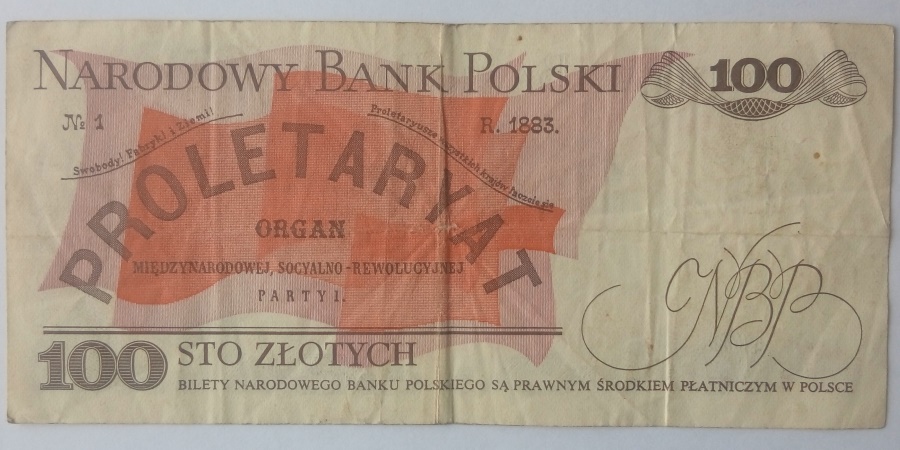 NARODOWY BANK POLSKI
100
№ 1
R. 1883.
Swobody! Fabryki i Ziemi!
Proletaryusze wszystkich krajów łączcie się
PROLETARYAT
ORGAN
MIĘDZYNARODOWEJ, SOCYALNO-REWOLUCYJNEJ
PARTYI.
NBP
100 STO ZŁOTYCH
BILETY NARODOWEGO BANKU POLSKIEGO SĄ PRAWNYM ŚRODKIEM PŁATNICZYM W POLSCE